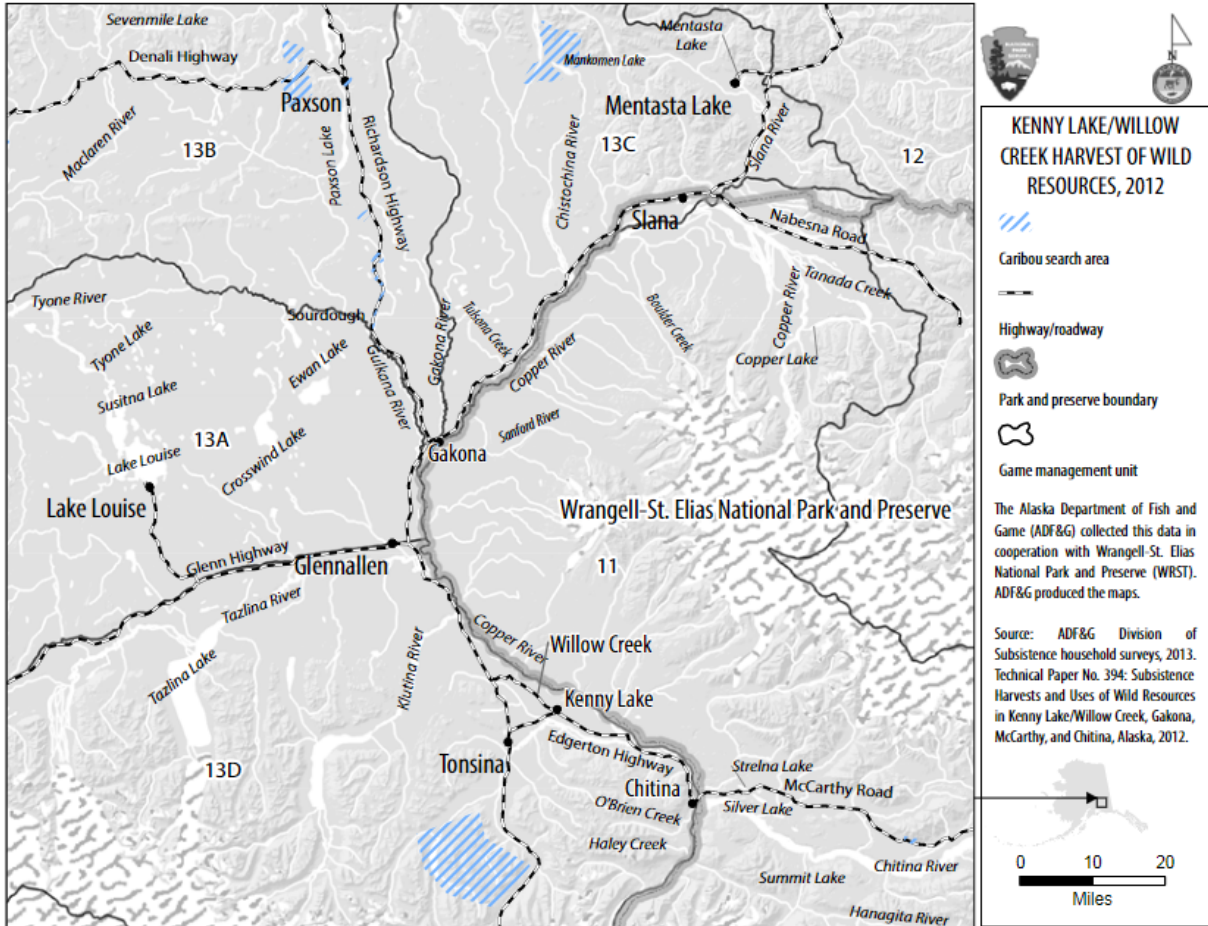 Sevenmile Lake
Denali Highway
Paxson
Maclaren River
13B
Paxson Lake
Richardson Highway
Mankomen Lake
Mentasta
Lake
Mentasta Lake
13C
12
Chistochina River
Slana River
Slana
Nabesna Road
Tanada Creek
Tyone River
Sourdough
Tyone Lake
Ewan Lake
Susitna Lake
Gulkana River
Gakona River
Tulsona Creek
Copper River
Boulder Creek
Copper River
Copper Lake
13A
Lake Louise
Crosswind Lake
Sanford River
Gakona
Lake Louise
Wrangell-St. Elias National Park and Preserve
Glenn Highway
Glennallen
11
Tazlina River
Klutina River
Copper River
Willow Creek
Tazlina Lake
Kenny Lake
Edgerton Highway
Tonsina
13D
Chitina
Strelna Lake
McCarthy Road
O'Brien Creek
Silver Lake
Haley Creek
Chitina River
Summit Lake
Hanagita River
N
KENNY LAKE/WILLOW
CREEK HARVEST OF WILD
RESOURCES, 2012
Caribou search area
Highway/roadway
Park and preserve boundary
Game management unit
The Alaska Department of Fish and
Game (ADF&G) collected this data in
cooperation with Wrangell-St. Elias
National Park and Preserve (WRST).
ADF&G produced the maps.
Source: ADF&G Division of
Subsistence household surveys, 2013.
Technical Paper No. 394: Subsistence
Harvests and Uses of Wild Resources
in Kenny Lake/Willow Creek, Gakona,
McCarthy, and Chitina, Alaska, 2012.
0 10 20
Miles